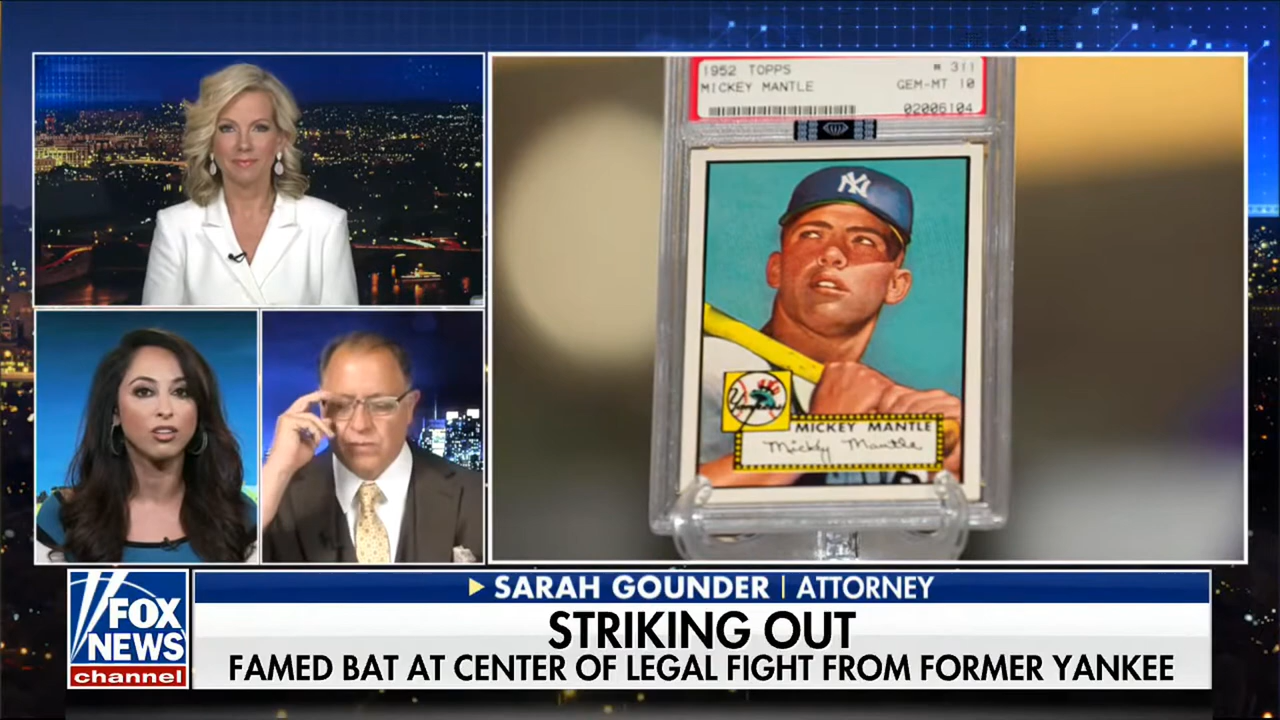 1952 TOPPS # 311
MICKEY MANTLE GEM-MT 10
02006104
NY
Yankees
MICKEY MANTLE
Mickey Mantle
SARAH GOUNDER | ATTORNEY
STRIKING OUT
FAMED BAT AT CENTER OF LEGAL FIGHT FROM FORMER YANKEE
FOX
NEWS
channel